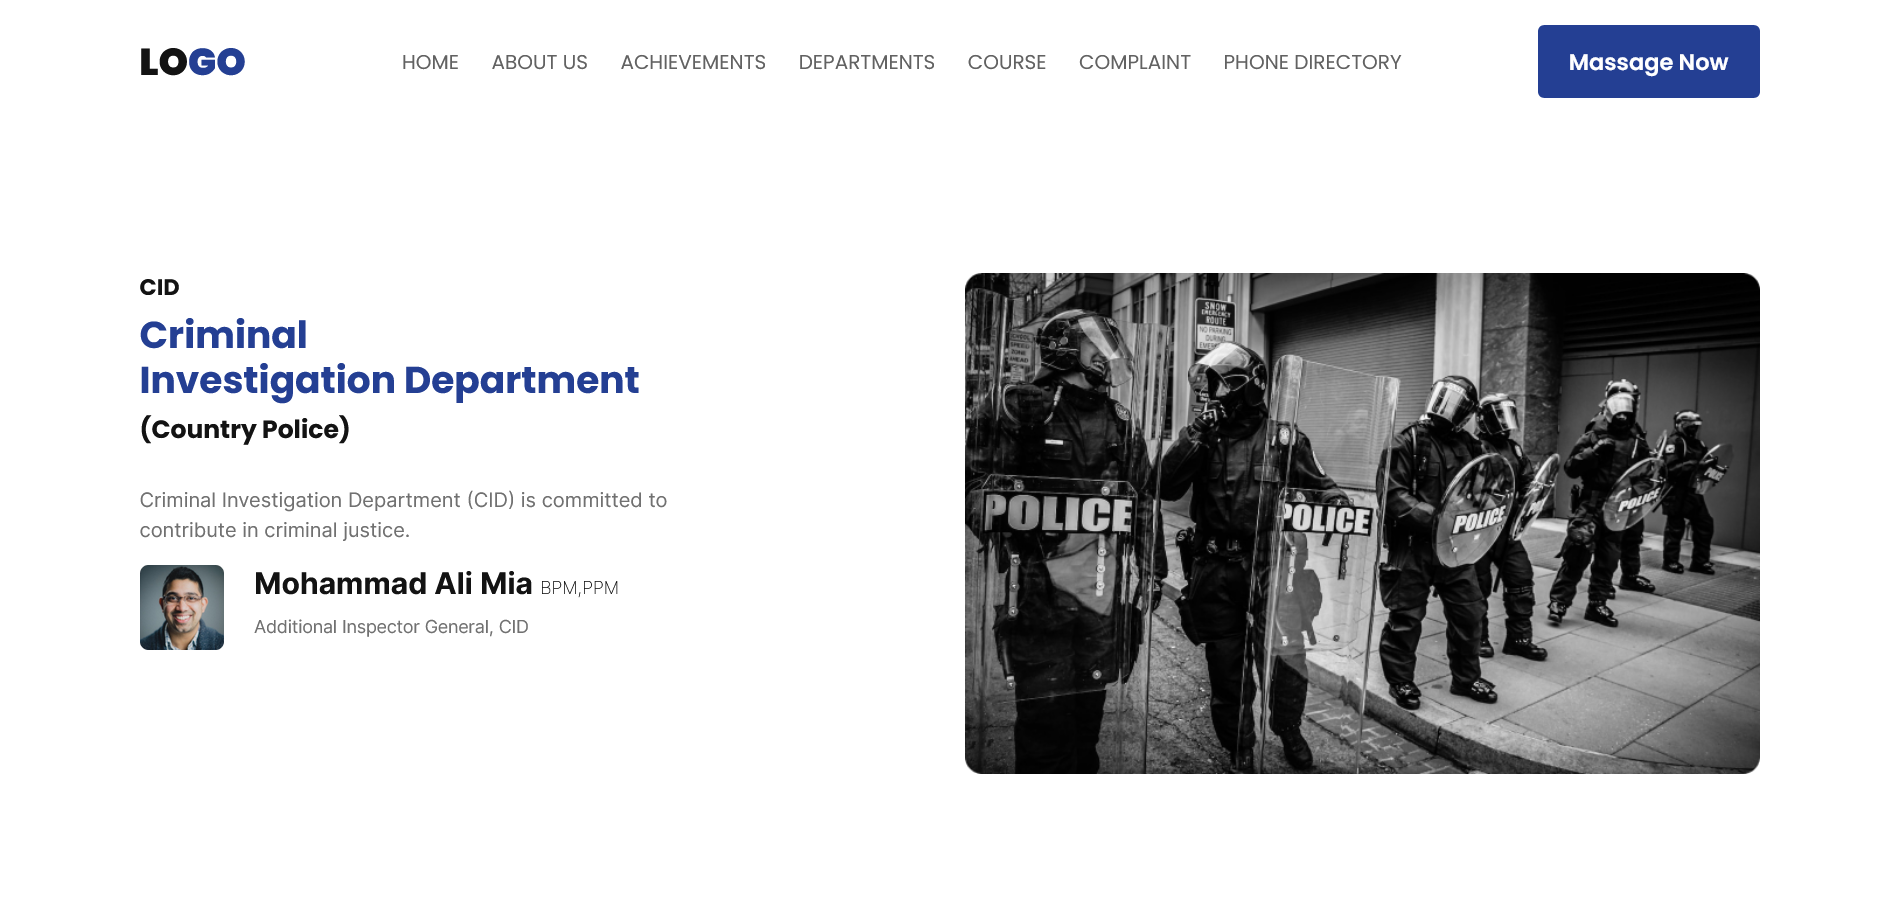 LOGO
HOME ABOUT US ACHIEVEMENTS DEPARTMENTS COURSE COMPLAINT PHONE DIRECTORY
Massage Now
CID
Criminal
Investigation Department
(Country Police)
Criminal Investigation Department (CID) is committed to
contribute in criminal justice.
Mohammad Ali Mia BPM,PPM
Additional Inspector General, CID
SNOW
EMERGENCY
ROUTE
NO PARKING
DURING
POLICE
POLICE
POLICE
POLICE